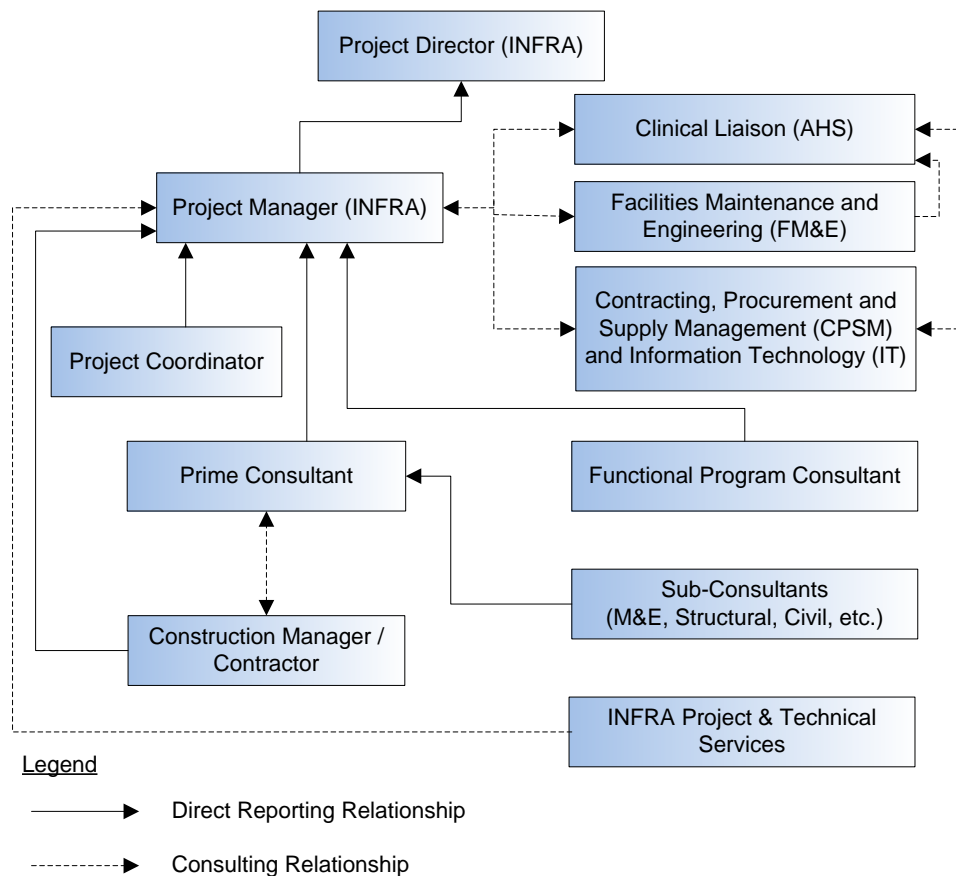 Project Director (INFRA)
Clinical Liaison (AHS)
Project Manager (INFRA)
Facilities Maintenance and
Engineering (FM&E)
Contracting, Procurement and
Supply Management (CPSM)
and Information Technology (IT)
Project Coordinator
Prime Consultant
Functional Program Consultant
Sub-Consultants
(M&E, Structural, Civil, etc.)
Construction Manager /
Contractor
INFRA Project & Technical
Services
Legend
Direct Reporting Relationship
Consulting Relationship